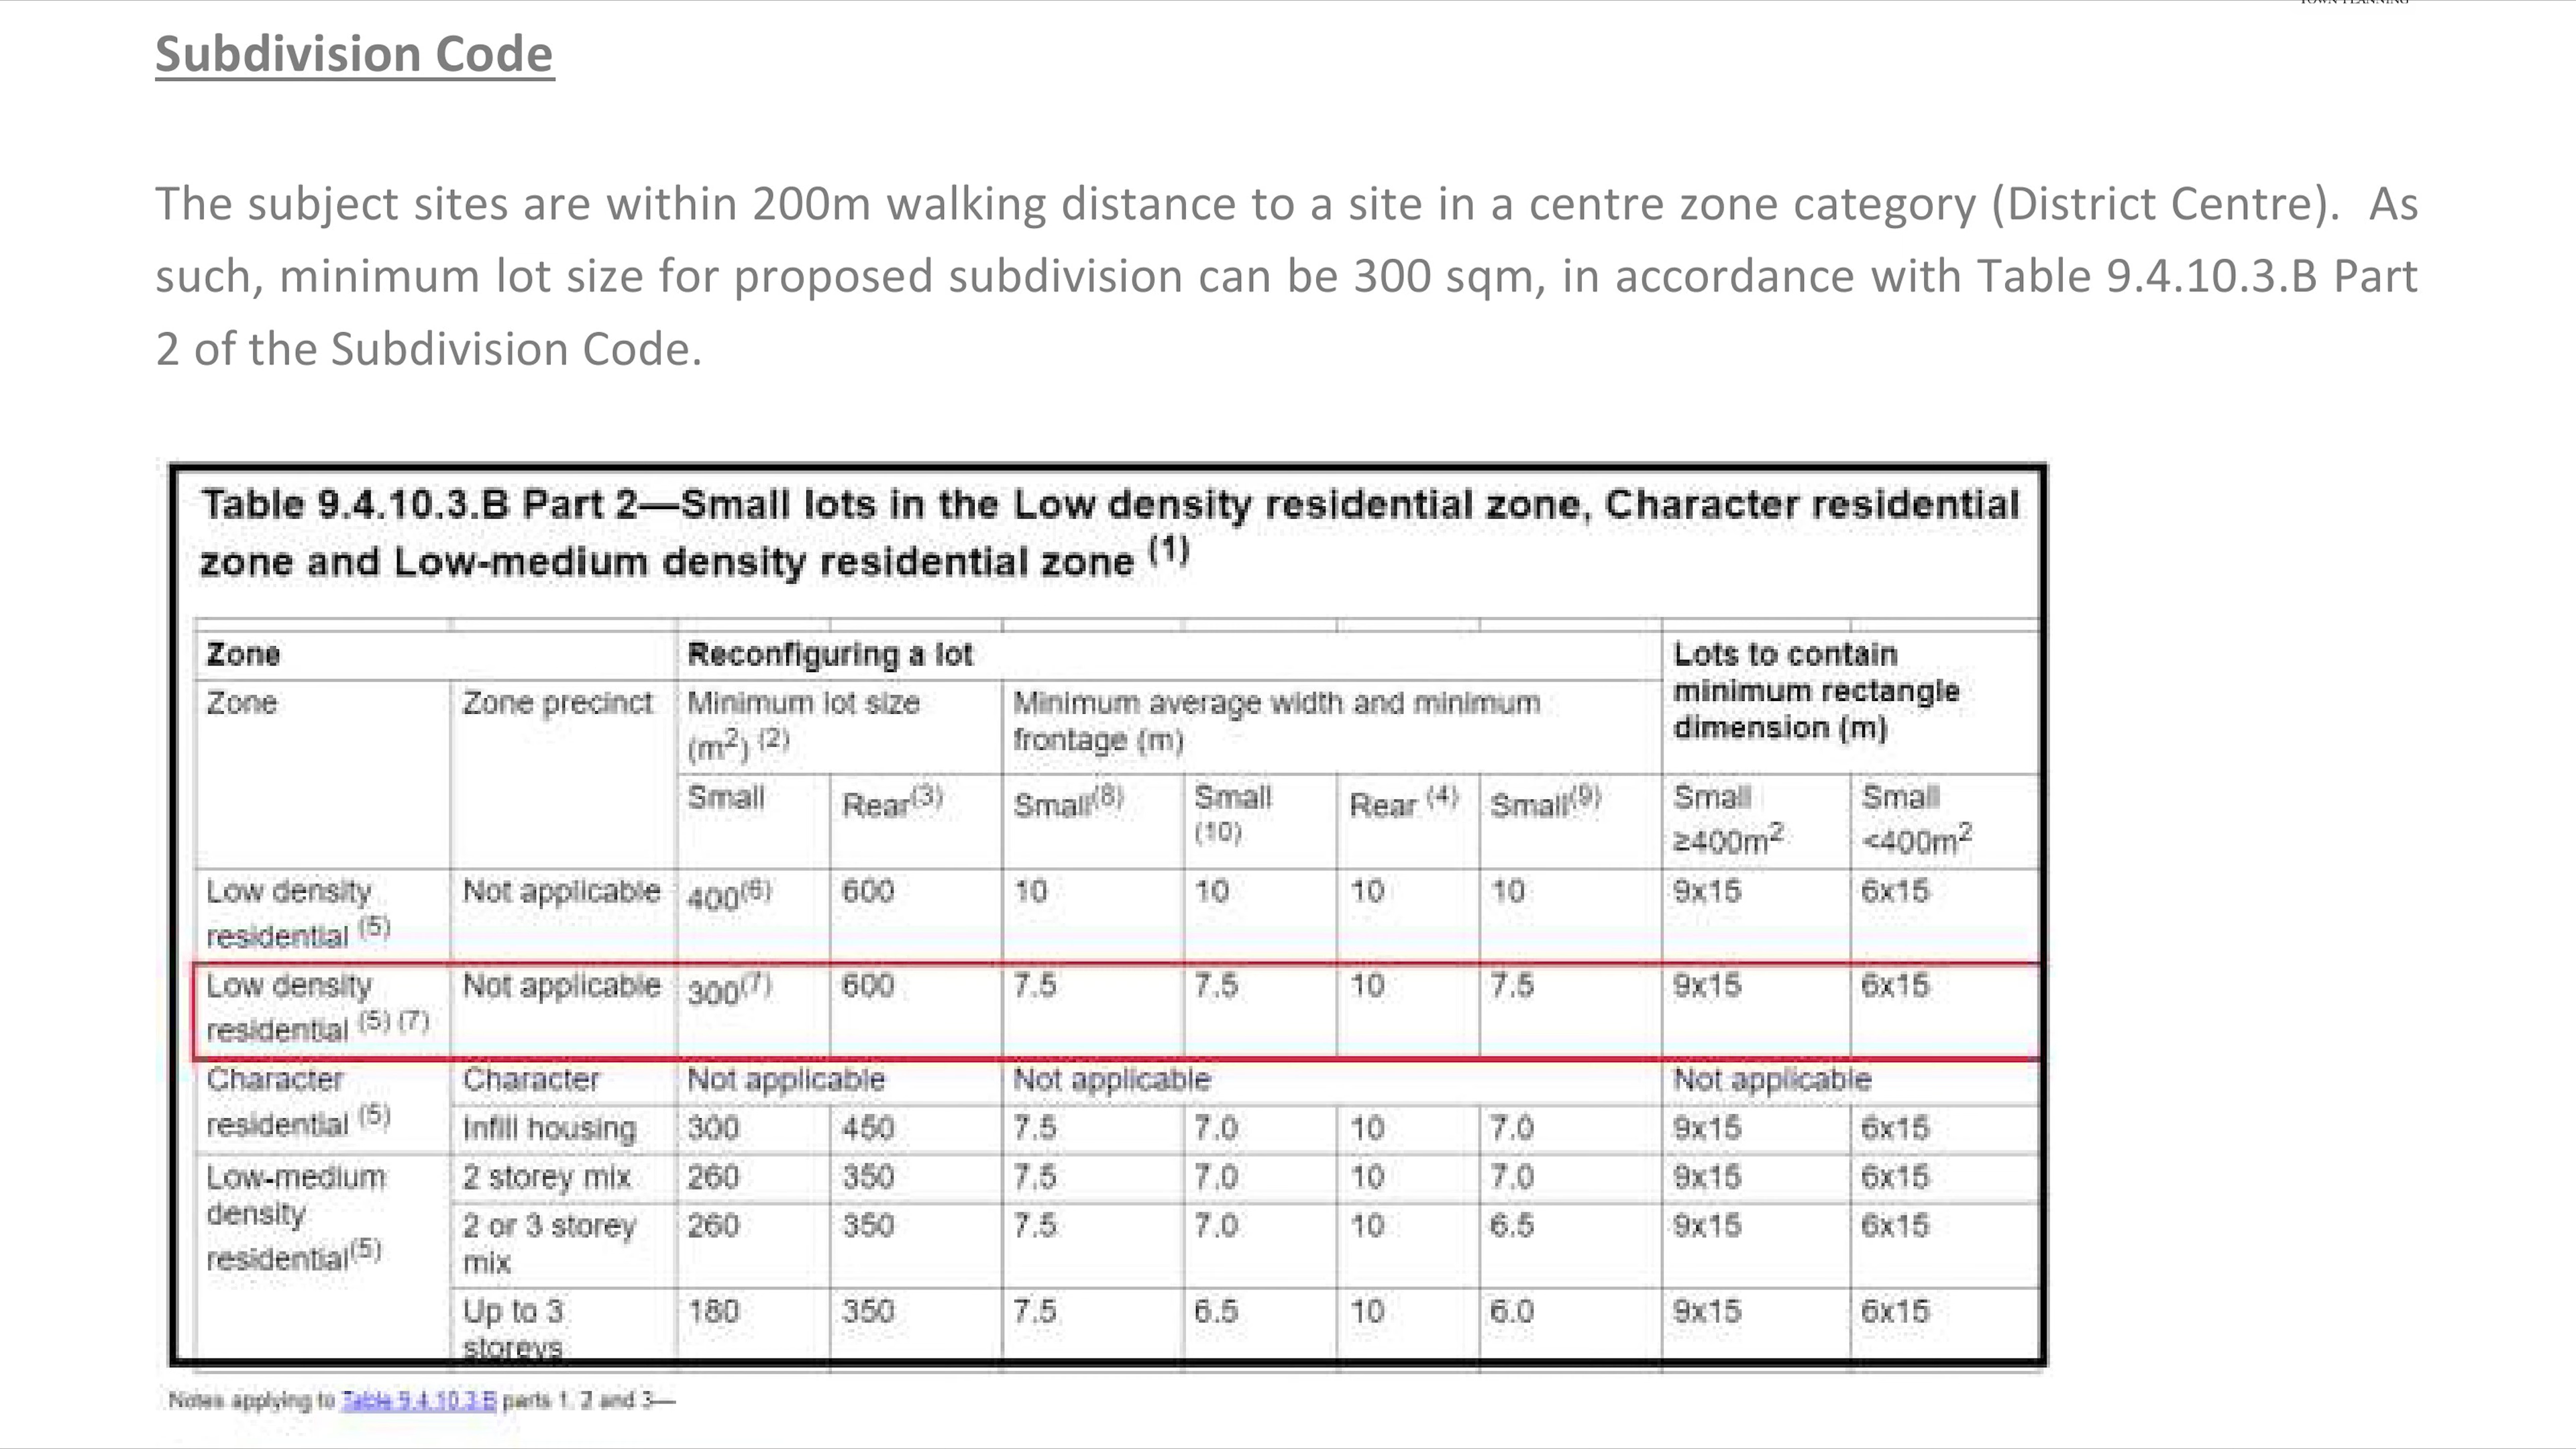 TOWN PLANNING
Subdivision Code
The subject sites are within 200m walking distance to a site in a centre zone category (District Centre).  As
such, minimum lot size for proposed subdivision can be 300 sqm, in accordance with Table 9.4.10.3.B Part
2 of the Subdivision Code.
Table 9.4.10.3.B Part 2—Small lots in the Low density residential zone, Character residential
zone and Low-medium density residential zone (1)
Zone Reconfiguring a lot Lots to contain
minimum rectangle
dimension (m)
Zone Zone precinct Minimum lot size
(m2) (2)
Minimum average width and minimum
frontage (m)
Small Rear(3) Small(8) Small
(10)
Rear (4) Small(9) Small
≥400m2
Small
<400m2
Low density
residential (5)
Not applicable 400(6) 600 10 10 10 10 9x15 6x15
Low density
residential (5) (7)
Not applicable 300(7) 600 7.5 7.5 10 7.5 9x15 6x15
Character
residential (5)
Character Not applicable Not applicable Not applicable
Infill housing 300 450 7.5 7.0 10 7.0 9x15 6x15
Low-medium
density
residential(5)
2 storey mix 260 350 7.5 7.0 10 7.0 9x15 6x15
2 or 3 storey
mix
260 350 7.5 7.0 10 6.5 9x15 6x15
Up to 3
storeys
180 350 7.5 6.5 10 6.0 9x15 6x15
Notes applying to Table 9.4.10.3.B parts 1, 2 and 3—